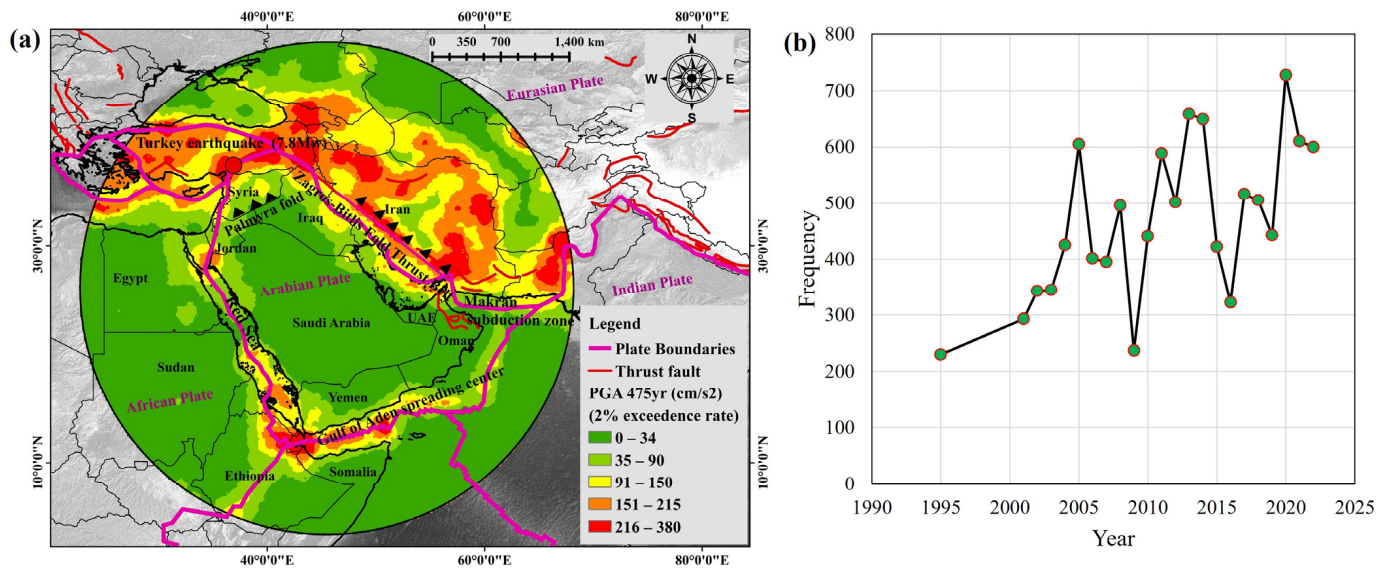 (a)
40°0'0"E
60°0'0"E
80°0'0"E
0 350 700 1,400 km
N
W E
S
Eurasian Plate
Turkey earthquake (7.8Mw)
Syria
Palmyra fold
Zagros-Bitlis Fold Thrust Belt
Iran
Iraq
30°0'0"N
30°0'0"N
Jordan
Egypt
Arabian Plate
Indian Plate
Makran
subduction zone
UAE
Red Sea
Saudi Arabia
Oman
Sudan
African Plate
Yemen
Gulf of Aden spreading center
10°0'0"N
10°0'0"N
Ethiopia
Somalia
Legend
Plate Boundaries
Thrust fault
PGA 475yr (cm/s2)
(2% exceedence rate)
0 – 34
35 – 90
91 – 150
151 – 215
216 – 380
40°0'0"E
60°0'0"E
80°0'0"E
(b)
800
700
600
500
400
300
200
100
0
Frequency
1990 1995 2000 2005 2010 2015 2020 2025
Year